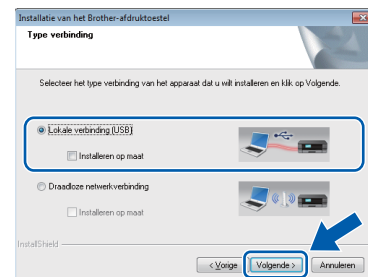 Installatie van het Brother-afdruktoestel
Type verbinding
Selecteer het type verbinding van het apparaat dat u wilt installeren en klik op Volgende.
Lokale verbinding (USB)
Installeren op maat
Draadloze netwerkverbinding
Installeren op maat
InstallShield
< Vorige
Volgende >
Annuleren